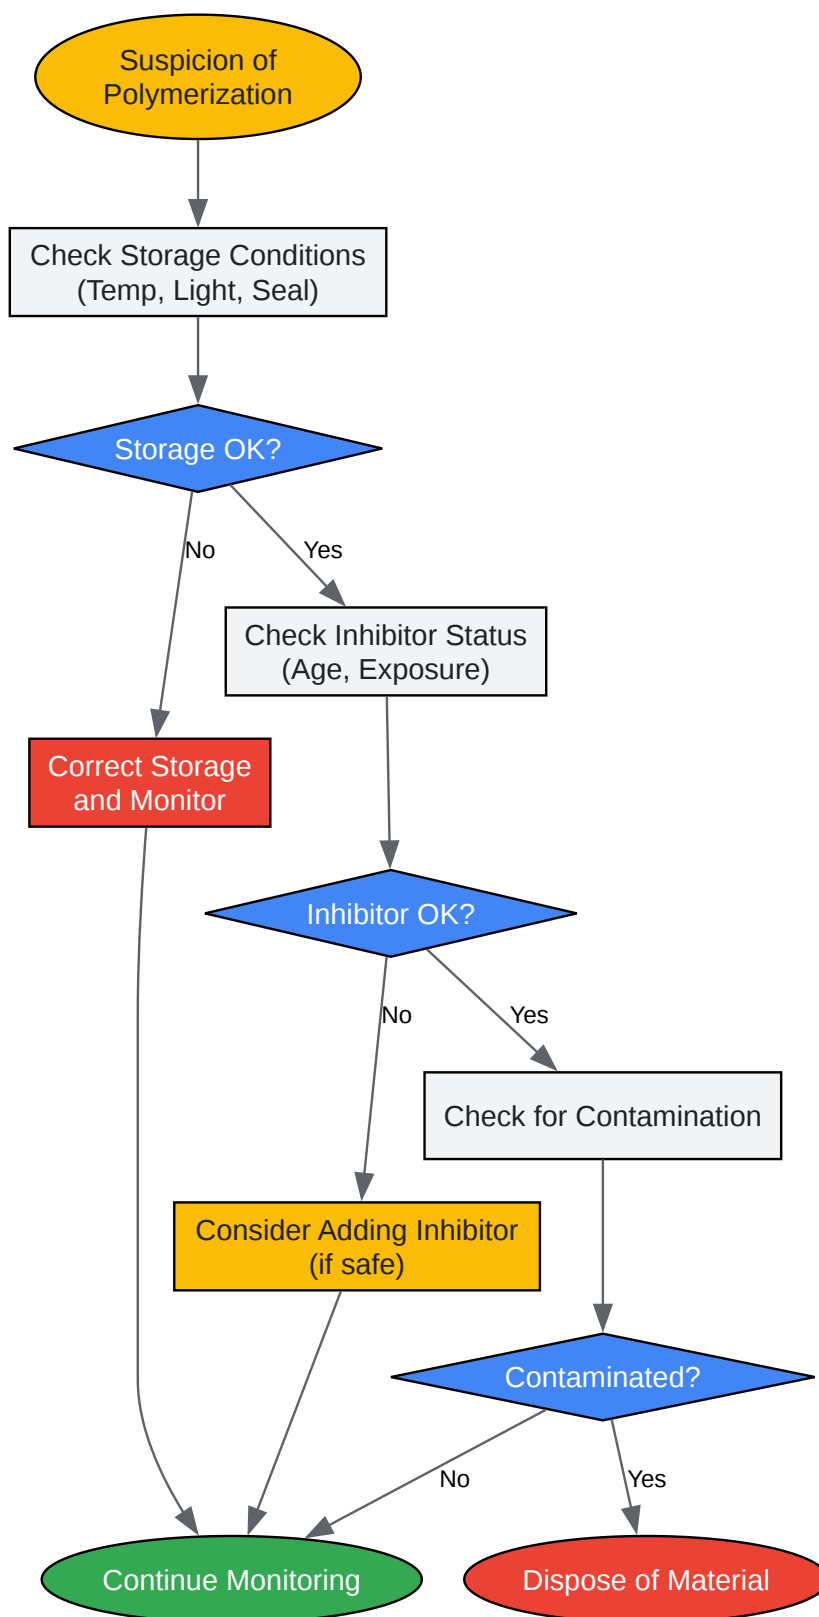 Suspicion of
Polymerization
Check Storage Conditions
(Temp, Light, Seal)
Storage OK?
No
Yes
Check Inhibitor Status
(Age, Exposure)
Correct Storage
and Monitor
Inhibitor OK?
No
Yes
Check for Contamination
Consider Adding Inhibitor
(if safe)
Contaminated?
No
Yes
Continue Monitoring
Dispose of Material